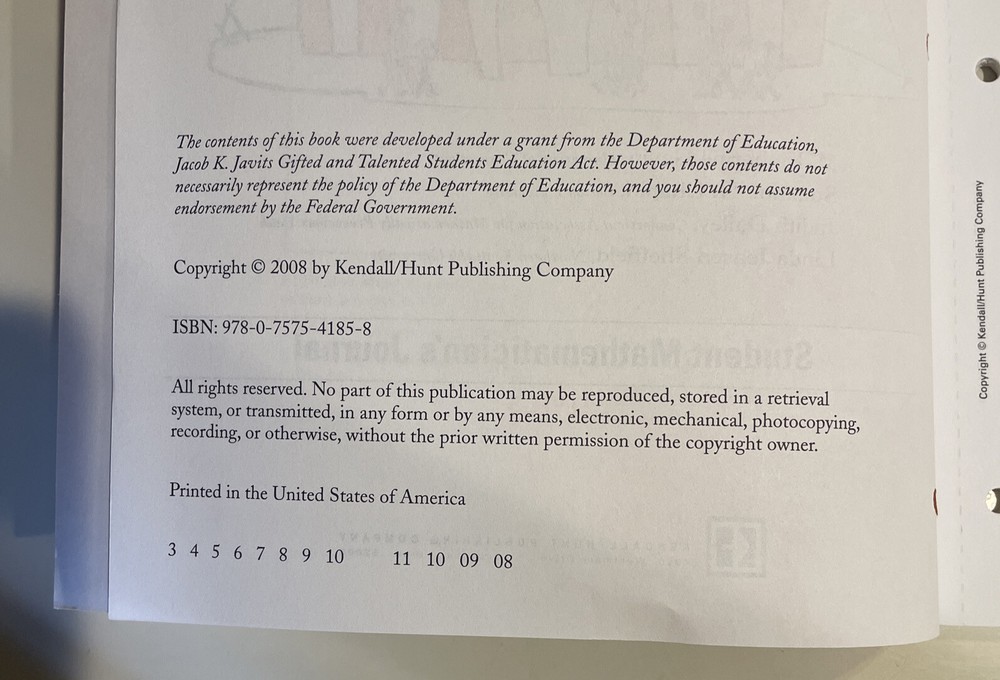 The contents of this book were developed under a grant from the Department of Education,
Jacob K. Javits Gifted and Talented Students Education Act. However, those contents do not
necessarily represent the policy of the Department of Education, and you should not assume
endorsement by the Federal Government.
Copyright © 2008 by Kendall/Hunt Publishing Company
ISBN: 978-0-7575-4185-8
Student Mathematician's Journal
All rights reserved. No part of this publication may be reproduced, stored in a retrieval
system, or transmitted, in any form or by any means, electronic, mechanical, photocopying,
recording, or otherwise, without the prior written permission of the copyright owner.
Printed in the United States of America
3 4 5 6 7 8 9 10 11 10 09 08
Copyright © Kendall/Hunt Publishing Company